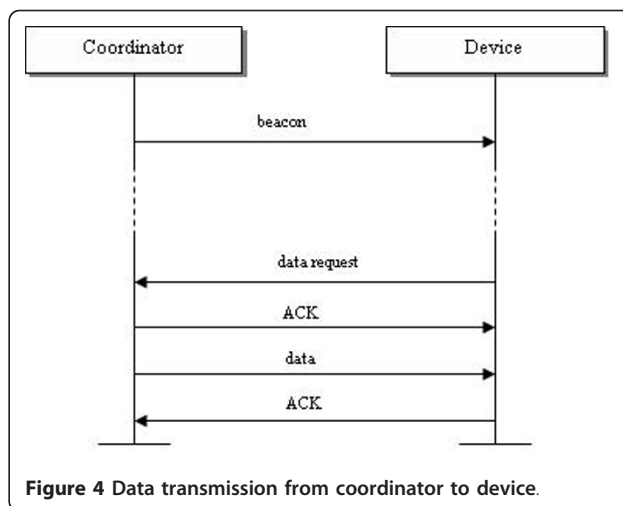 Coordinator
Device
beacon
data request
ACK
data
ACK
Figure 4 Data transmission from coordinator to device.